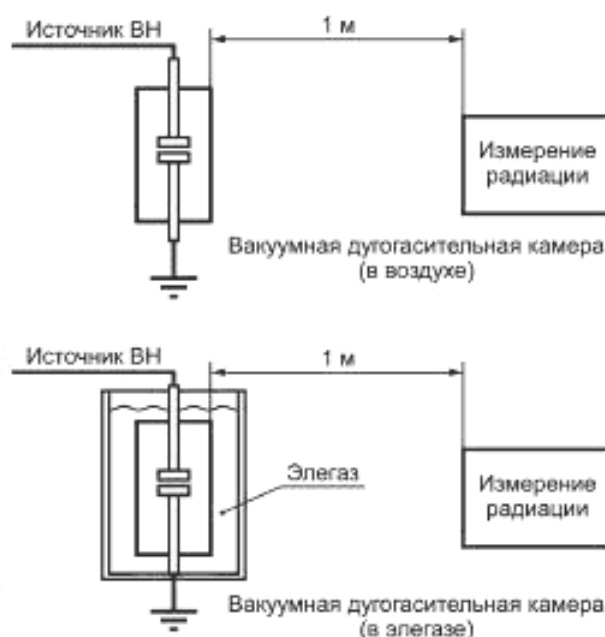 Источник ВН
1 м
Измерение
радиации
Вакуумная дугогасительная камера
(в воздухе)
Источник ВН
1 м
Элегаз
Измерение
радиации
Вакуумная дугогасительная камера
(в элегазе)